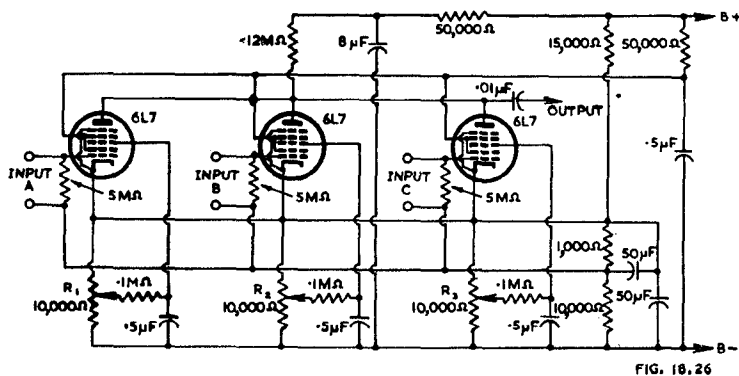 B+
·12MΩ
8µF
50,000Ω
15,000Ω
50,000Ω
6L7
6L7
·01µF
OUTPUT
6L7
·5µF
INPUT
A
5MΩ
INPUT
B
5MΩ
INPUT
C
5MΩ
1,000Ω
50µF
R₁
10,000Ω
·1MΩ
·5µF
R₂
10,000Ω
·1MΩ
·5µF
R₃
10,000Ω
·1MΩ
·5µF
10,000Ω
50µF
B−
FIG. 18.26